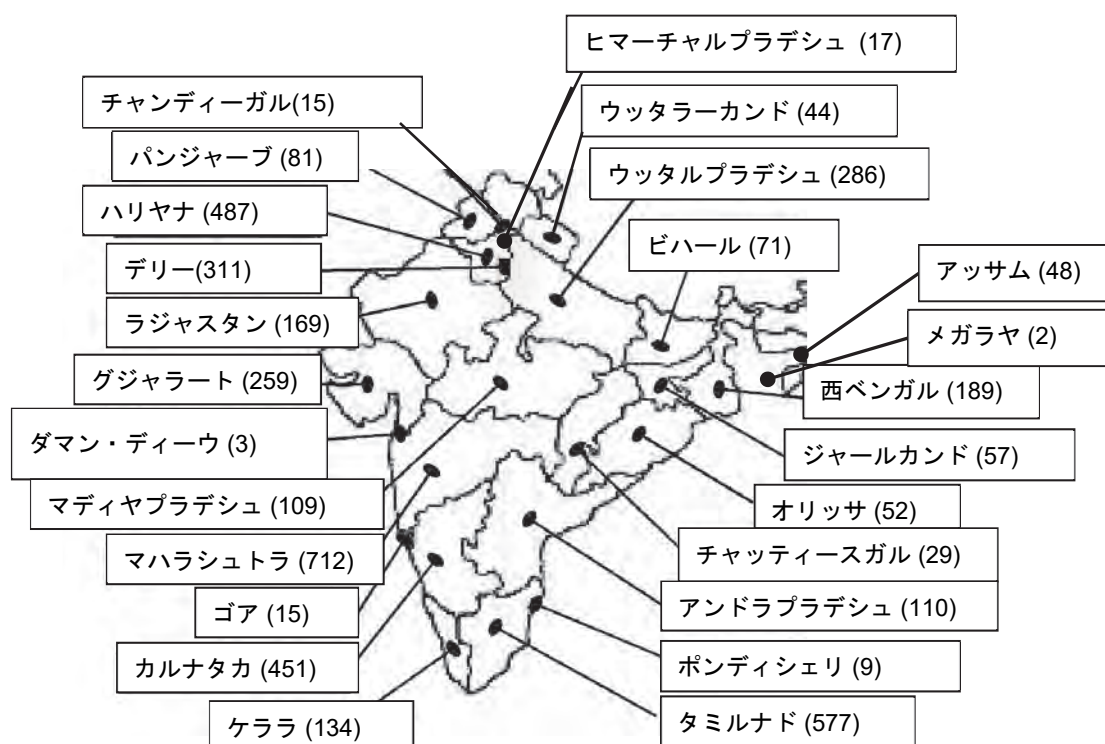 ヒマーチャルプラデシュ (17)
チャンディーガル(15)
ウッタラーカンド (44)
パンジャーブ (81)
ウッタルプラデシュ (286)
ハリヤナ (487)
ビハール (71)
デリー(311)
アッサム (48)
ラジャスタン (169)
メガラヤ (2)
グジャラート (259)
西ベンガル (189)
ダマン・ディーウ (3)
ジャールカンド (57)
マディヤプラデシュ (109)
オリッサ (52)
マハラシュトラ (712)
チャッティースガル (29)
ゴア (15)
アンドラプラデシュ (110)
カルナタカ (451)
ポンディシェリ (9)
ケララ (134)
タミルナド (577)